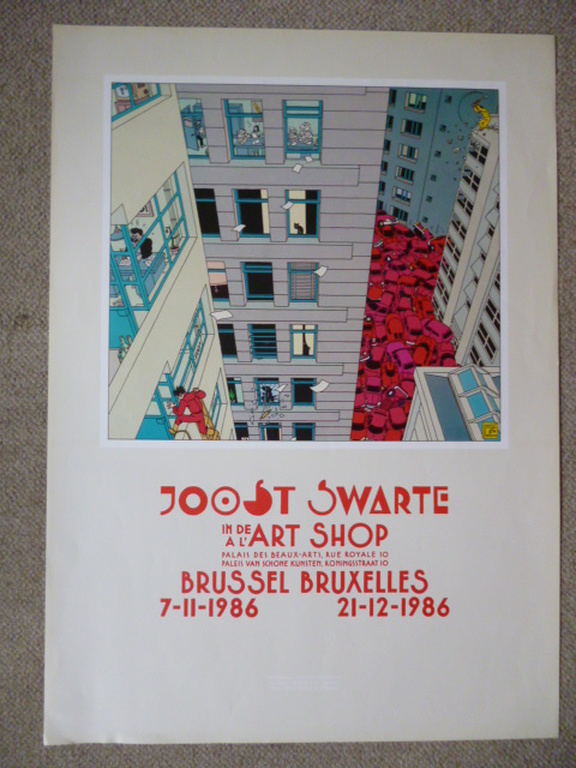 JOOST SWARTE
IN DE
A L' ART SHOP
PALAIS DES BEAUX-ARTS, RUE ROYALE 10
PALEIS VAN SCHONE KUNSTEN, KONINGSSTRAAT 10
BRUSSEL BRUXELLES
7-11-1986 21-12-1986